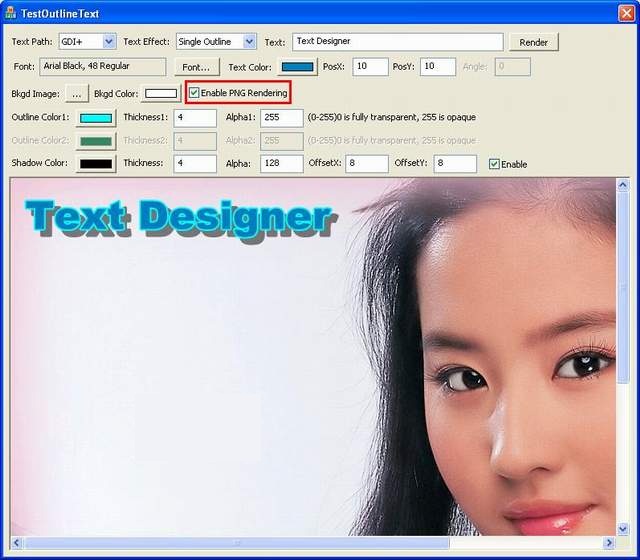 TestOutlineText
Text Path: GDI+ Text Effect: Single Outline Text: Text Designer Render
Font: Arial Black, 48 Regular Font... Text Color: PosX: 10 PosY: 10 Angle: 0
Bkgd Image: ... Bkgd Color: Enable PNG Rendering
Outline Color1: Thickness1: 4 Alpha1: 255 (0-255)0 is fully transparent, 255 is opaque
Outline Color2: Thickness2: 4 Alpha2: 255 (0-255)0 is fully transparent, 255 is opaque
Shadow Color: Thickness: 4 Alpha: 128 OffsetX: 8 OffsetY: 8 Enable
Text Designer